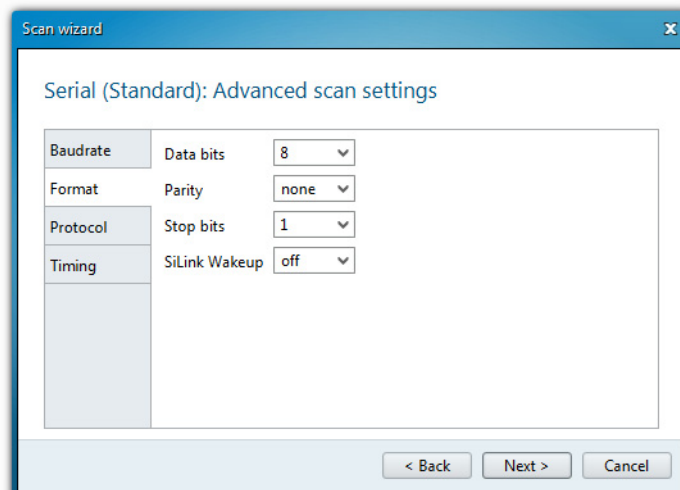 Scan wizard
Serial (Standard): Advanced scan settings
Baudrate
Format
Protocol
Timing
Data bits 8
Parity none
Stop bits 1
SiLink Wakeup off
< Back Next > Cancel